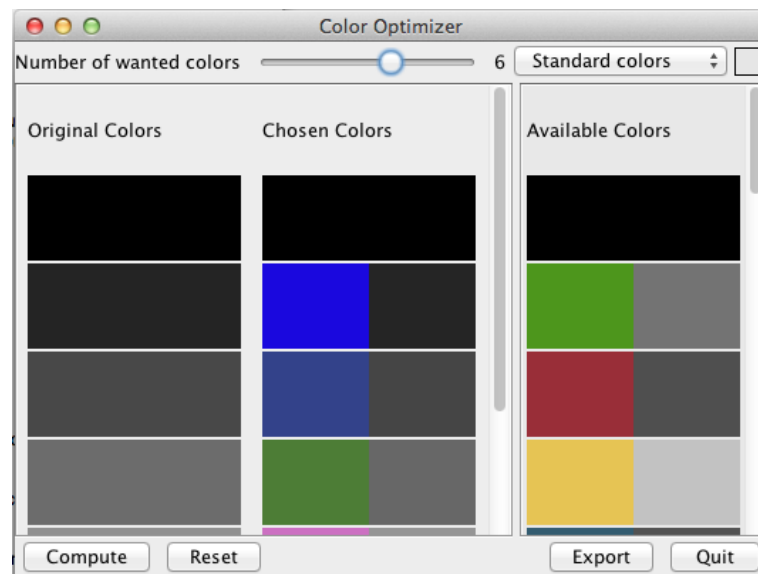 Color Optimizer
Number of wanted colors 6 Standard colors
Original Colors Chosen Colors Available Colors
Compute Reset Export Quit